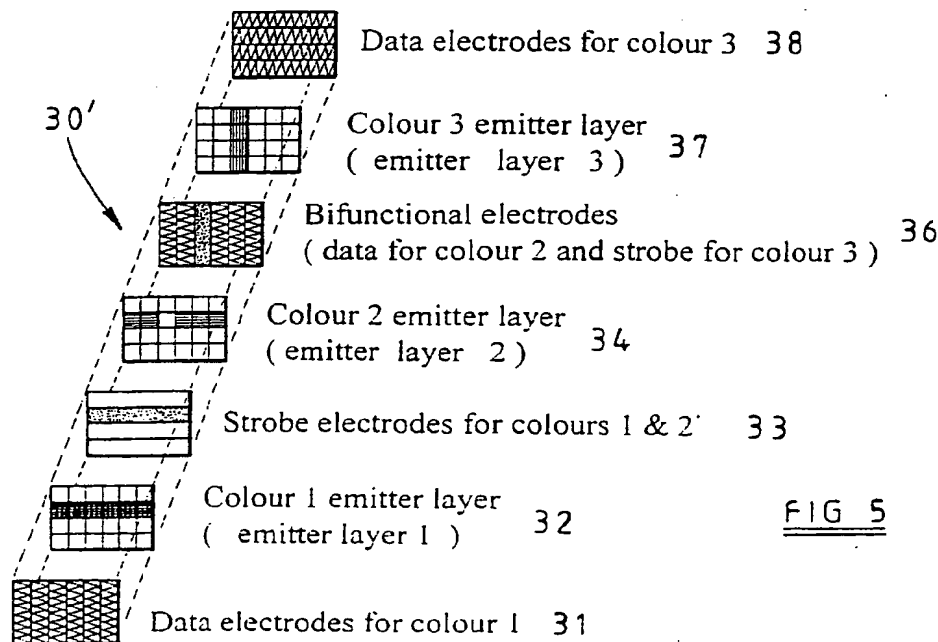 Data electrodes for colour 3 38
30'
Colour 3 emitter layer
( emitter layer 3 ) 37
Bifunctional electrodes
( data for colour 2 and strobe for colour 3 ) 36
Colour 2 emitter layer
( emitter layer 2 ) 34
Strobe electrodes for colours 1 & 2 33
Colour 1 emitter layer
( emitter layer 1 ) 32
FIG 5
Data electrodes for colour 1 31